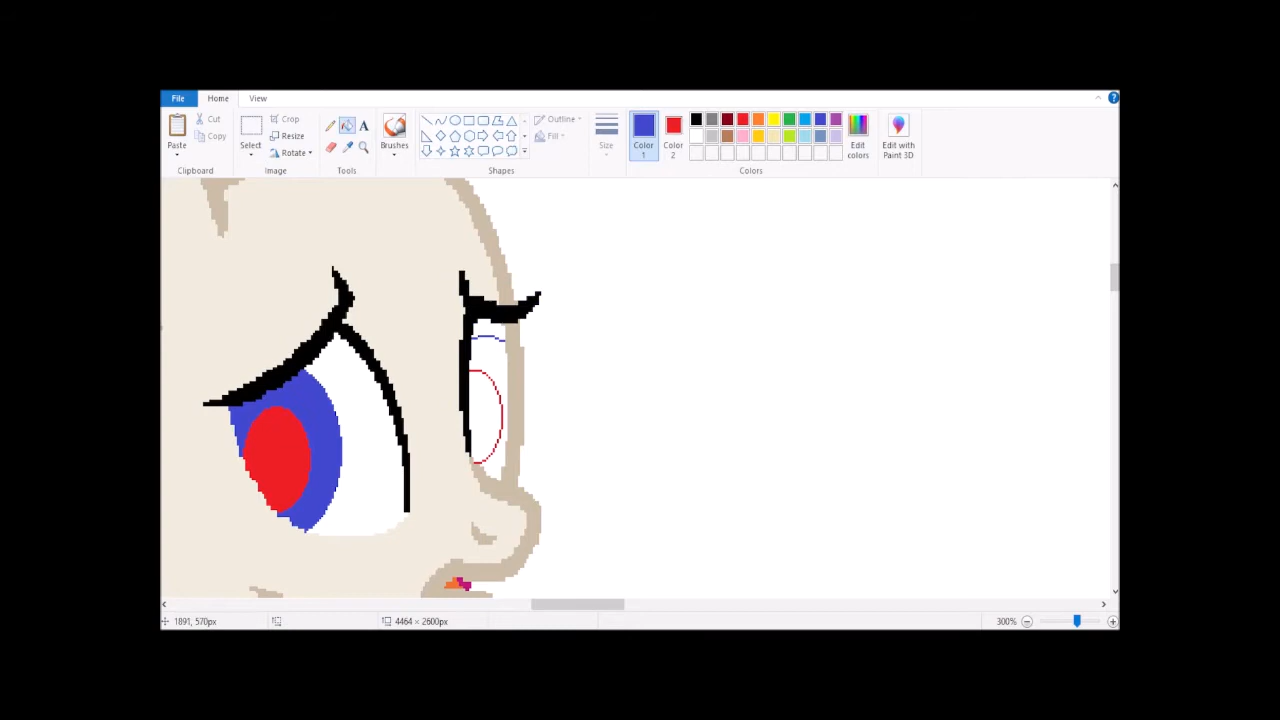 File Home View
Paste
Cut
Copy
Clipboard
Select
Crop
Resize
Rotate
Image
A
Tools
Brushes
Shapes
Outline
Fill
Size
Color
1
Color
2
Colors
Edit
colors
Edit with
Paint 3D
?
1891, 570px
4464 × 2600px
300%